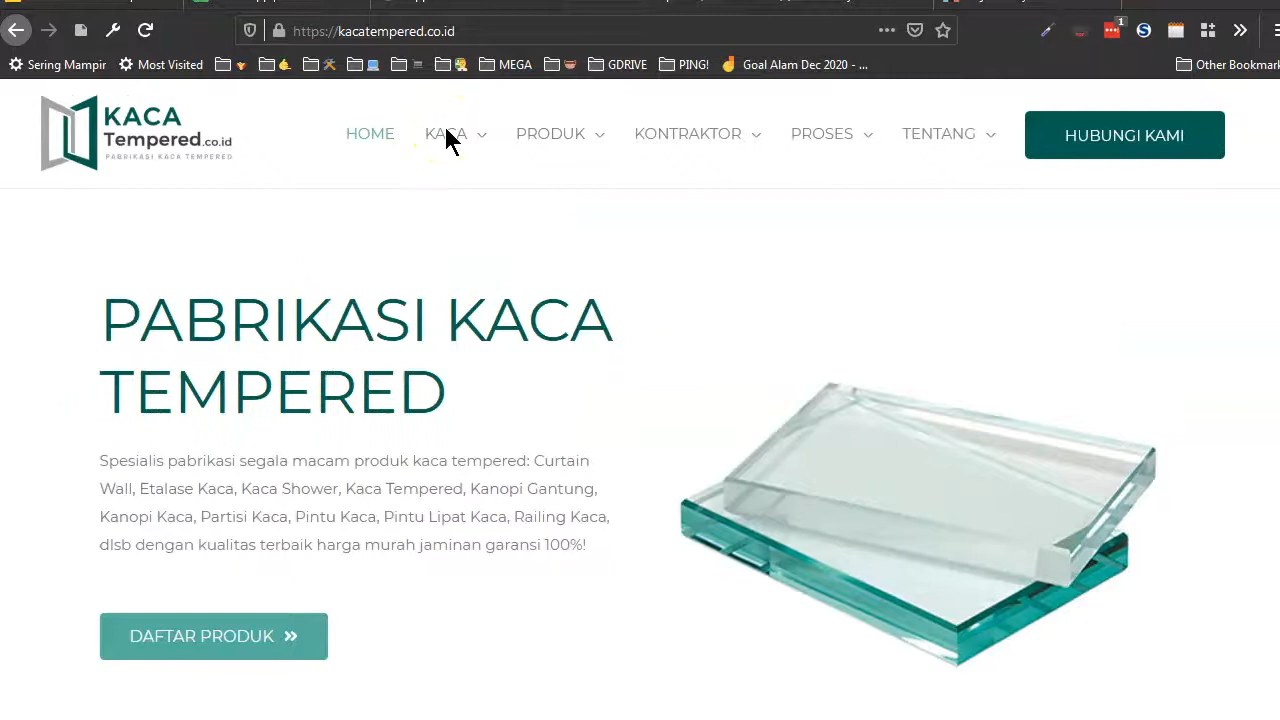 https://kacatempered.co.id
1
Sering Mampir
Most Visited
MEGA
GDRIVE
PING!
Goal Alam Dec 2020 - ...
KACA
Tempered.co.id
PABRIKASI KACA TEMPERED
HOME
KACA
PRODUK
KONTRAKTOR
PROSES
TENTANG
HUBUNGI KAMI
PABRIKASI KACA
TEMPERED
Spesialis pabrikasi segala macam produk kaca tempered: Curtain
Wall, Etalase Kaca, Kaca Shower, Kaca Tempered, Kanopi Gantung,
Kanopi Kaca, Partisi Kaca, Pintu Kaca, Pintu Lipat Kaca, Railing Kaca,
dlsb dengan kualitas terbaik harga murah jaminan garansi 100%!
DAFTAR PRODUK